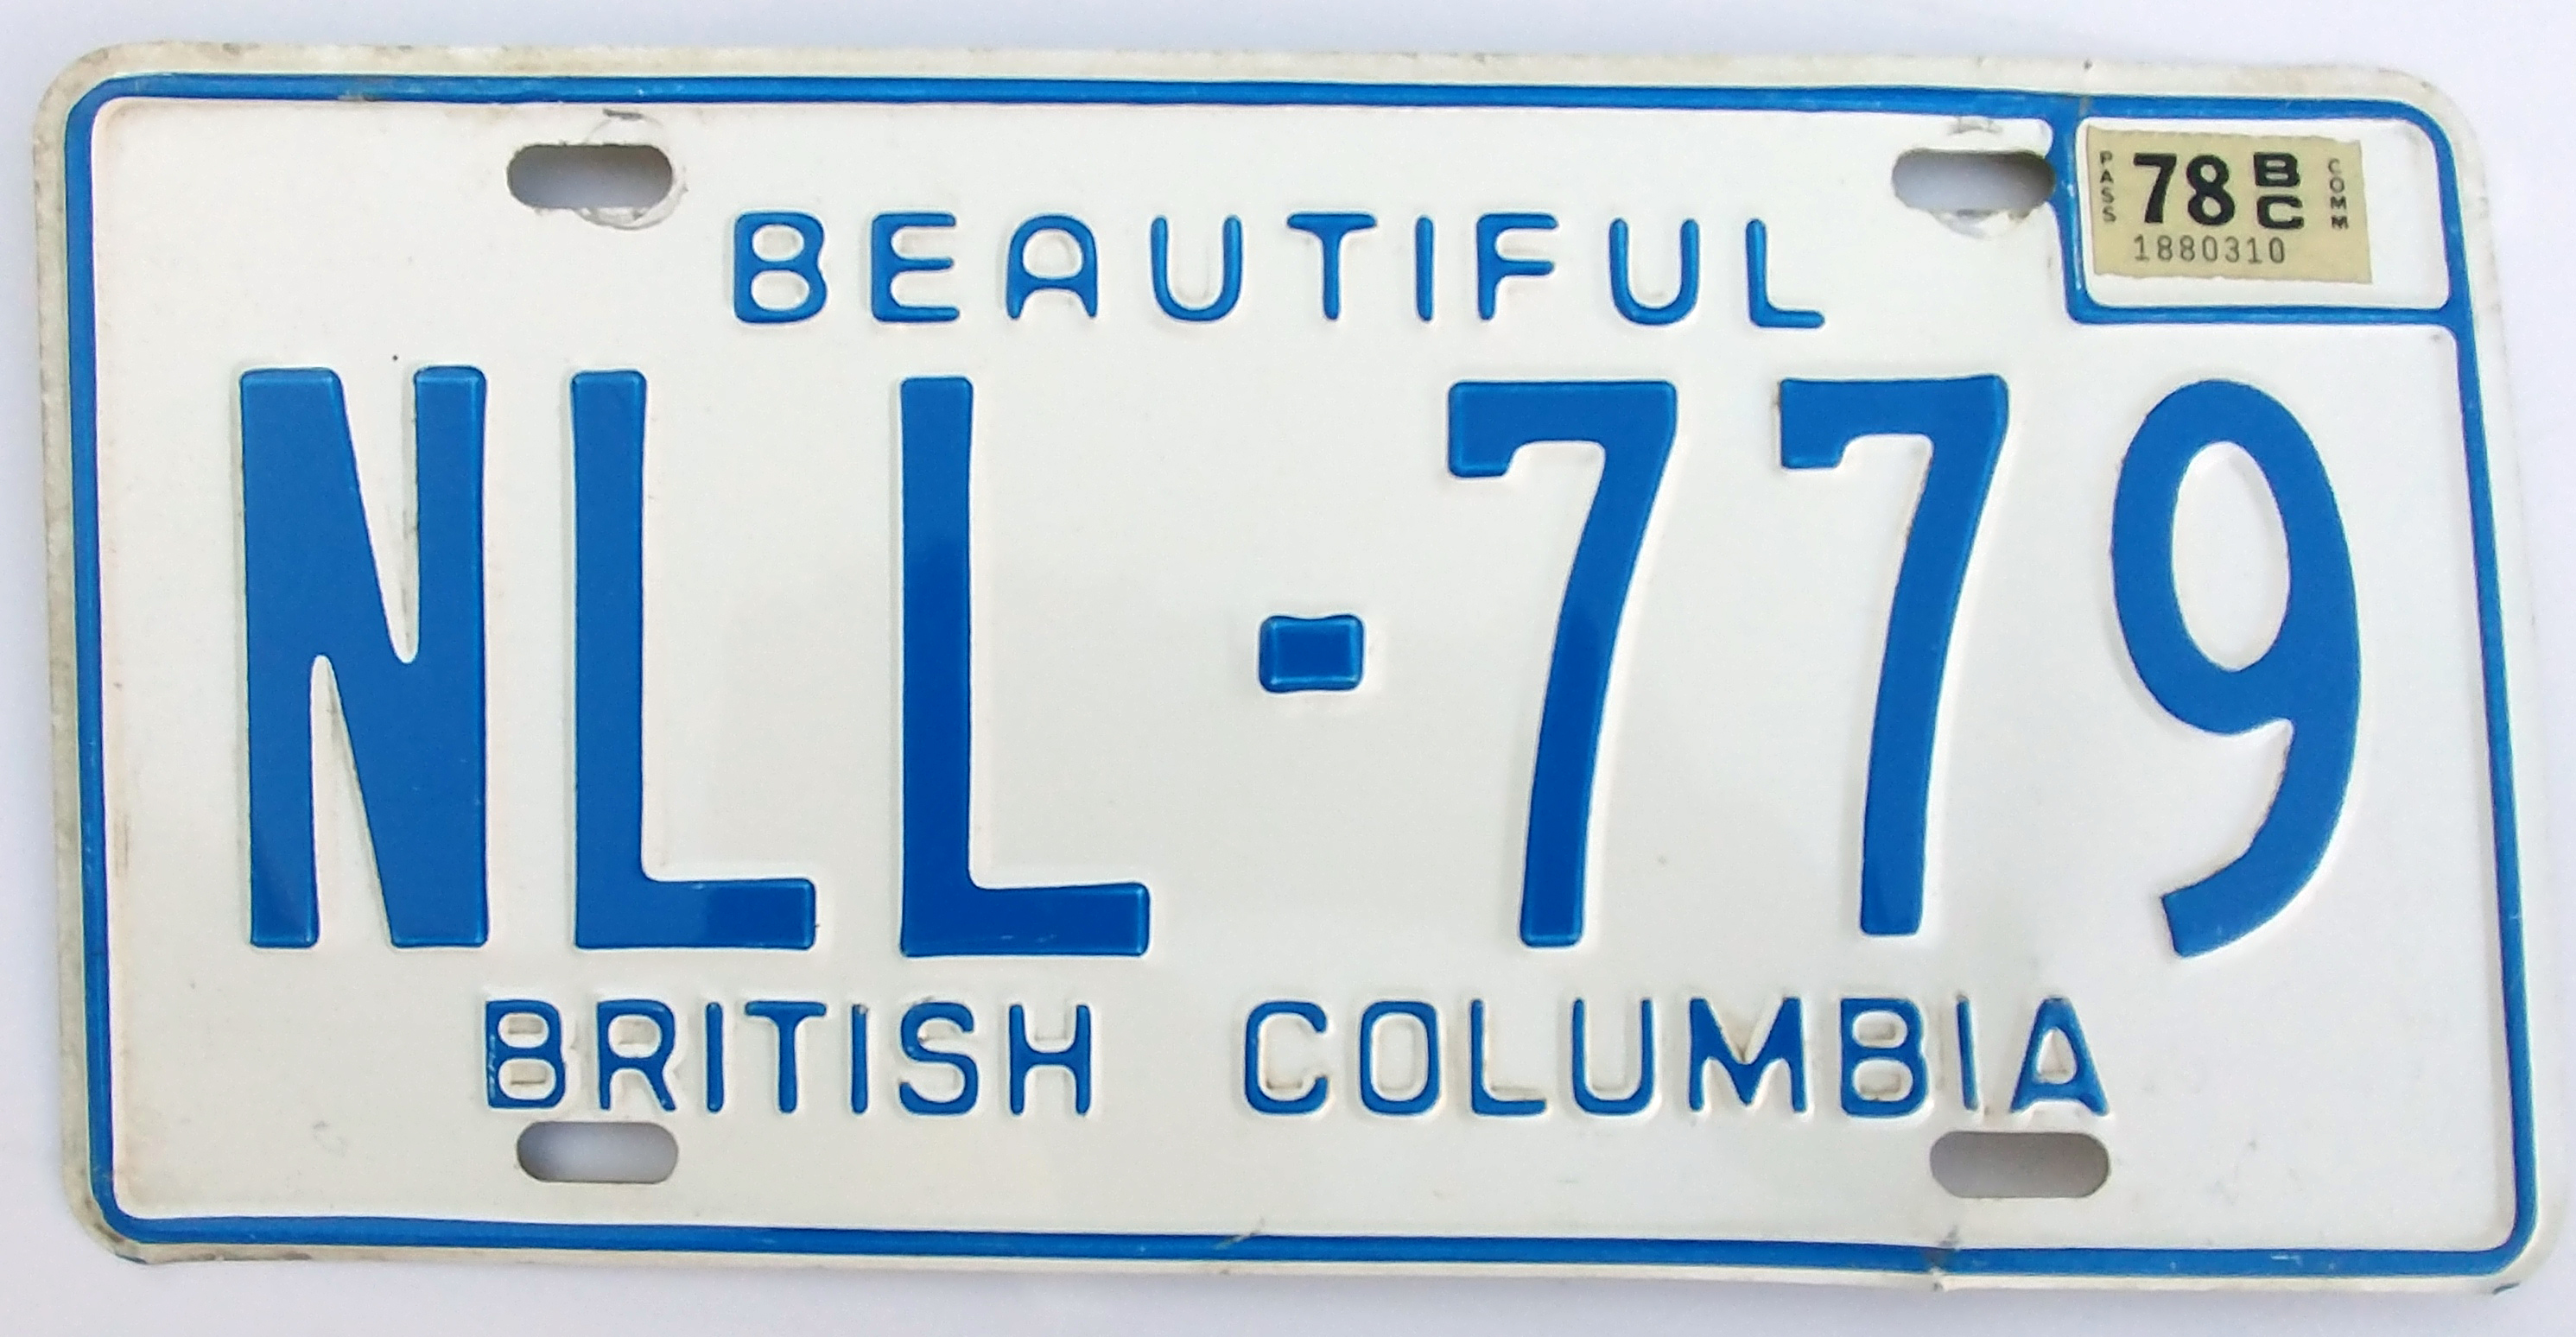 BEAUTIFUL
PASS 78 BC COMM
1880310
NLL-779
BRITISH COLUMBIA